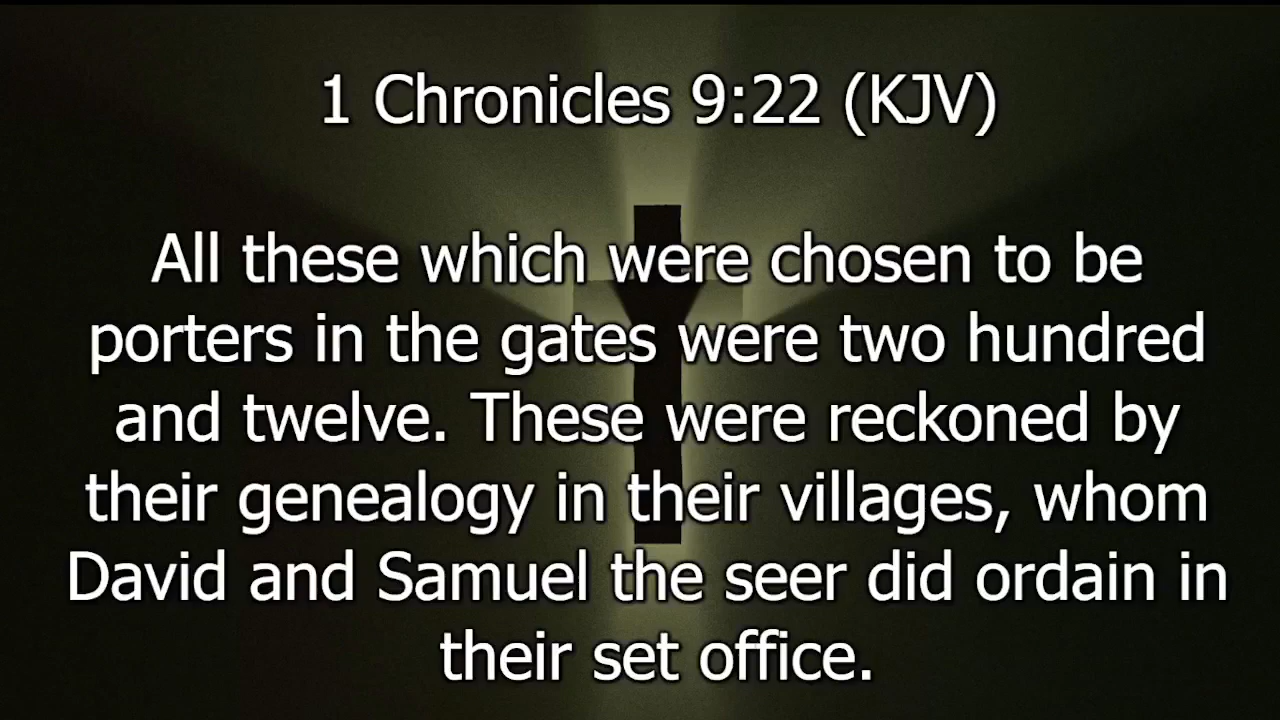 1 Chronicles 9:22 (KJV)
All these which were chosen to be
porters in the gates were two hundred
and twelve. These were reckoned by
their genealogy in their villages, whom
David and Samuel the seer did ordain in
their set office.